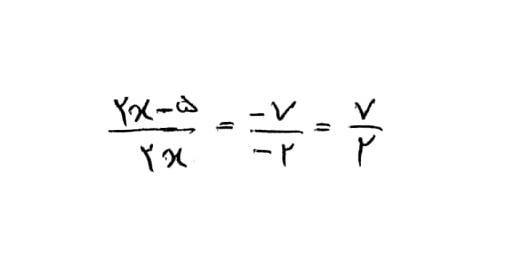 (۲x-۵)/(۲x) = (-۷)/(-۲) = ۷/۲